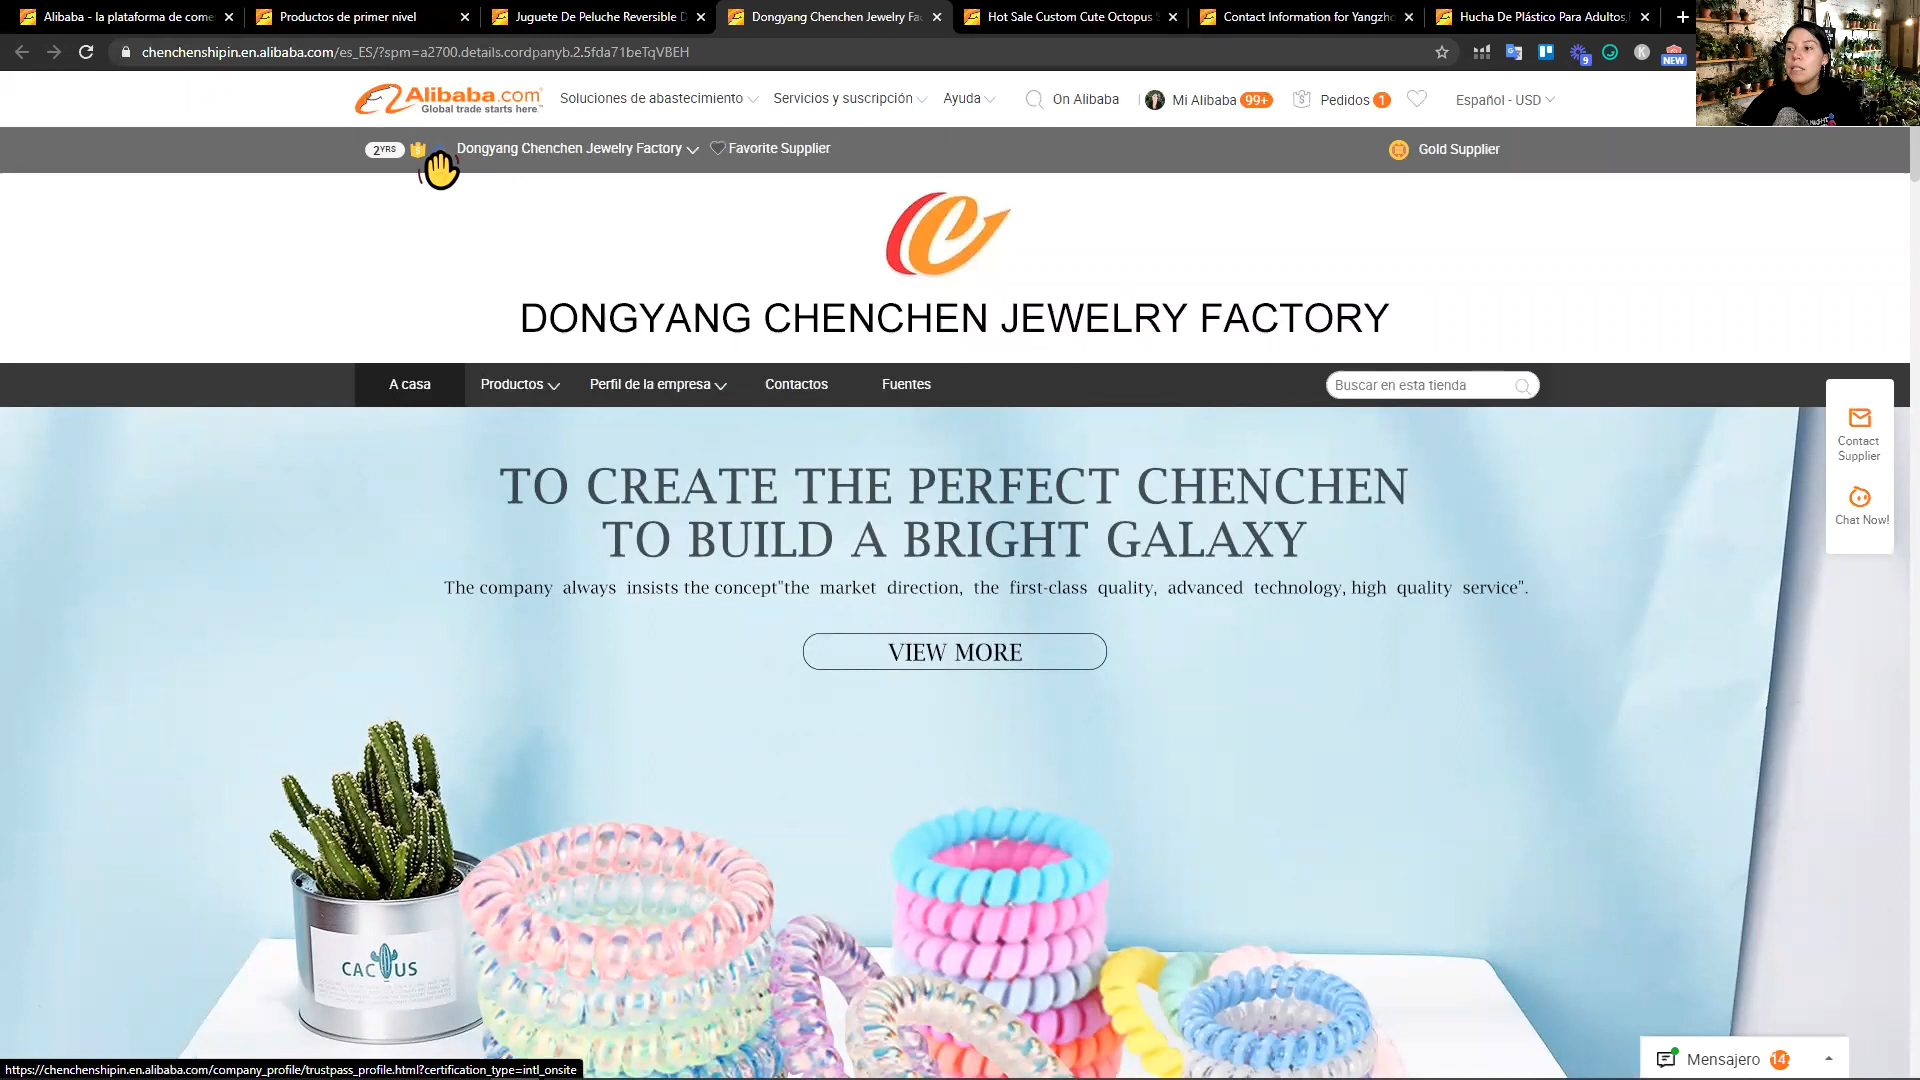 Alibaba - la plataforma de come
Productos de primer nivel
Juguete De Peluche Reversible D
Dongyang Chenchen Jewelry Fac
Hot Sale Custom Cute Octopus S
Contact Information for Yangzho
Hucha De Plástico Para Adultos,
chenchenshipin.en.alibaba.com/es_ES/?spm=a2700.details.cordpanyb.2.5fda71beTqVBEH
9
K
NEW
Alibaba.com
Global trade starts here.
Soluciones de abastecimiento
Servicios y suscripción
Ayuda
On Alibaba
Mi Alibaba 99+
Pedidos 1
Español - USD
2YRS
Dongyang Chenchen Jewelry Factory
Favorite Supplier
Gold Supplier
DONGYANG CHENCHEN JEWELRY FACTORY
A casa
Productos
Perfil de la empresa
Contactos
Fuentes
Buscar en esta tienda
Contact
Supplier
Chat Now!
TO CREATE THE PERFECT CHENCHEN
TO BUILD A BRIGHT GALAXY
The company always insists the concept"the market direction, the first-class quality, advanced technology, high quality service".
VIEW MORE
CACTUS
Mensajero
https://chenchenshipin.en.alibaba.com/company_profile/trustpass_profile.html?certification_type=intl_onsite